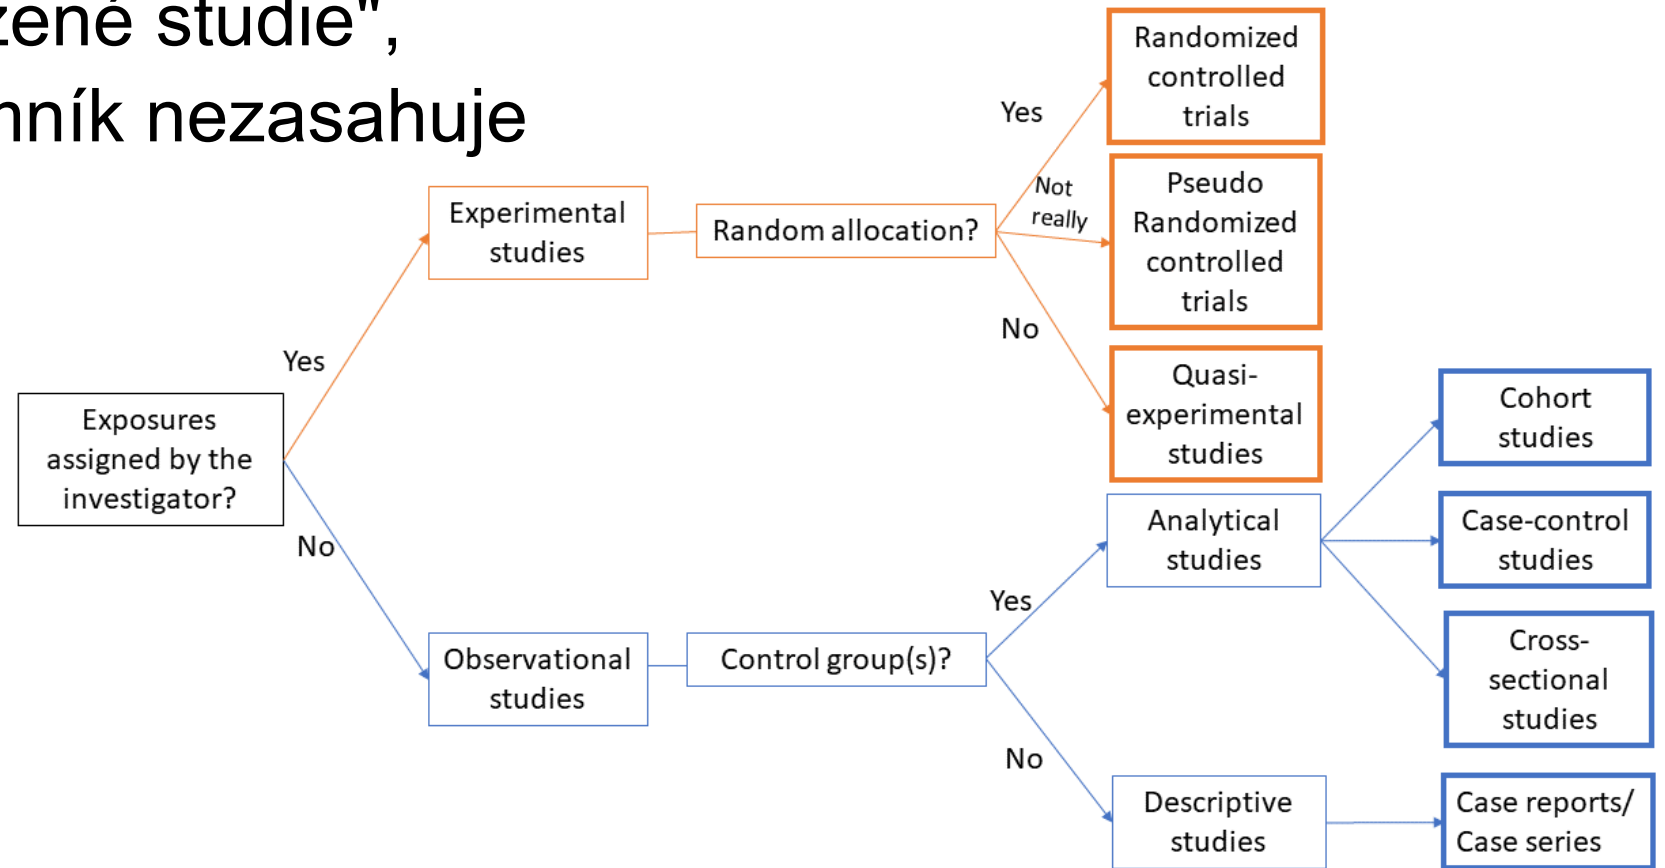 zené studie",
mník nezasahuje
Randomized
controlled
trials
Yes
Not
really
Pseudo
Randomized
controlled
trials
Experimental
studies
Random allocation?
No
Yes
Quasi-
experimental
studies
Exposures
assigned by the
investigator?
No
Cohort
studies
Analytical
studies
Case-control
studies
Yes
Observational
studies
Control group(s)?
Cross-
sectional
studies
No
Descriptive
studies
Case reports/
Case series